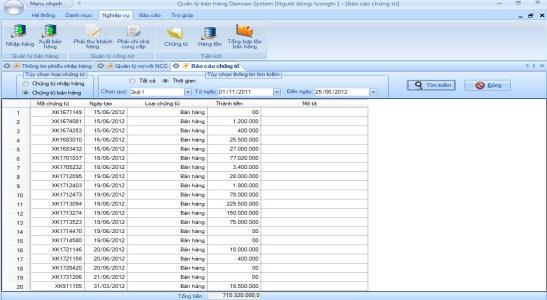 Menu nhanh: Quản lý bán hàng Damsan System [Người dùng: luonglv] - [Báo cáo chứng từ]
Hệ thống Danh mục Nghiệp vụ Báo cáo Trợ giúp
Nhập hàng Xuất bán hàng Phải thu khách hàng Phải chi nhà cung cấp Chứng từ Hàng tồn Tổng hợp tồn bán hàng
Quản lý bán hàng Quản lý công nợ Tiện ích
Thông tin phiếu nhập hàng Quản lý nợ với NCC Báo cáo chứng từ
Tùy chọn loại chứng từ Tùy chọn thông tin tìm kiếm
Chứng từ nhập hàng Tất cả Thời gian
Chứng từ bán hàng Chọn quý: Quý I Từ ngày: 01/11/2011 Đến ngày: 25/06/2012 Tìm kiếm Đóng
Mã chứng từ Ngày tạo Loại chứng từ Thành tiền Mô tả
1 XK1671149 15/06/2012 Bán hàng 00
2 XK1674081 15/06/2012 Bán hàng 1.200.000
3 XK1674253 15/06/2012 Bán hàng 400.000
4 XK1683010 16/06/2012 Bán hàng 25.500.000
5 XK1683432 16/06/2012 Bán hàng 27.000.000
6 XK1701037 18/06/2012 Bán hàng 77.020.000
7 XK1705232 18/06/2012 Bán hàng 3.400.000
8 XK1712095 19/06/2012 Bán hàng 28.000.000
9 XK1712403 19/06/2012 Bán hàng 1.900.000
10 XK1712473 19/06/2012 Bán hàng 78.000.000
11 XK1713094 19/06/2012 Bán hàng 229.500.000
12 XK1713274 19/06/2012 Bán hàng 150.000.000
13 XK1713523 19/06/2012 Bán hàng 75.000.000
14 XK1714470 19/06/2012 Bán hàng 00
15 XK1714580 19/06/2012 Bán hàng 00
16 XK1721146 20/06/2012 Bán hàng 18.000.000
17 XK1721158 20/06/2012 Bán hàng 400.000
18 XK1728420 20/06/2012 Bán hàng 00
19 XK1731206 21/06/2012 Bán hàng 00
20 XK911105 31/03/2012 Bán hàng 19.500.000
Tổng tiền 715.320.000,0